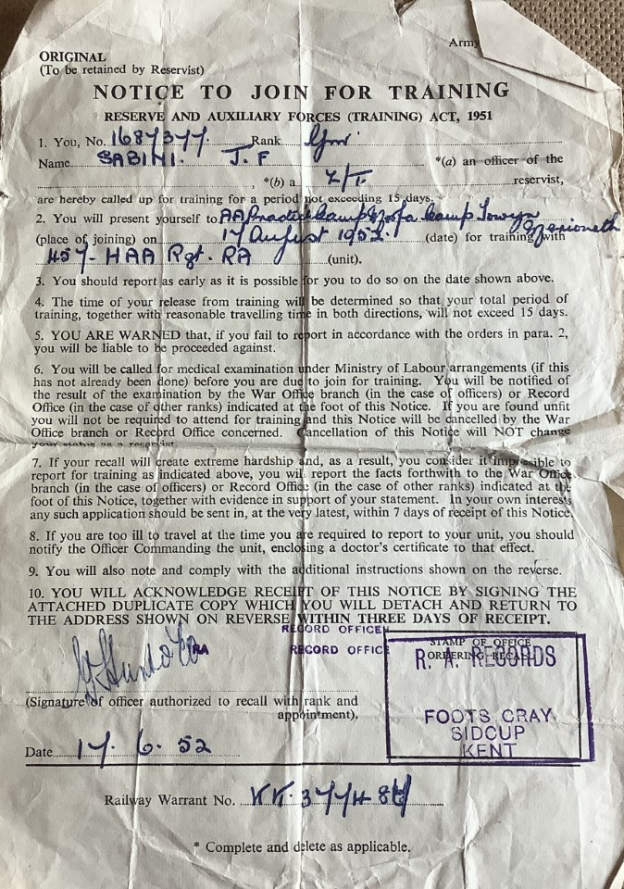 Army
ORIGINAL
(To be retained by Reservist)
NOTICE TO JOIN FOR TRAINING
RESERVE AND AUXILIARY FORCES (TRAINING) ACT, 1951
1. You, No. 1687377. Rank Gnr.
Name SABINI. J. F *(a) an officer of the
, *(b) a Z/T. reservist,
are hereby called up for training for a period not exceeding 15 days.
2. You will present yourself to AA Practice Camp Camp Towyn
(place of joining) on 17 August 1952. (date) for training with
457- HAA Rgt. RA (unit).
3. You should report as early as it is possible for you to do so on the date shown above.
4. The time of your release from training will be determined so that your total period of
training, together with reasonable travelling time in both directions, will not exceed 15 days.
5. YOU ARE WARNED that, if you fail to report in accordance with the orders in para. 2,
you will be liable to be proceeded against.
6. You will be called for medical examination under Ministry of Labour arrangements (if this
has not already been done) before you are due to join for training. You will be notified of
the result of the examination by the War Office branch (in the case of officers) or Record
Office (in the case of other ranks) indicated at the foot of this Notice. If you are found unfit
you will not be required to attend for training and this Notice will be cancelled by the War
Office branch or Record Office concerned. Cancellation of this Notice will NOT change
your status as a reservist.
7. If your recall will create extreme hardship and, as a result, you consider it impossible to
report for training as indicated above, you will report the facts forthwith to the War Office
branch (in the case of officers) or Record Office (in the case of other ranks) indicated at the
foot of this Notice, together with evidence in support of your statement. In your own interests
any such application should be sent in, at the very latest, within 7 days of receipt of this Notice.
8. If you are too ill to travel at the time you are required to report to your unit, you should
notify the Officer Commanding the unit, enclosing a doctor's certificate to that effect.
9. You will also note and comply with the additional instructions shown on the reverse.
10. YOU WILL ACKNOWLEDGE RECEIPT OF THIS NOTICE BY SIGNING THE
ATTACHED DUPLICATE COPY WHICH YOU WILL DETACH AND RETURN TO
THE ADDRESS SHOWN ON REVERSE WITHIN THREE DAYS OF RECEIPT.
RECORD OFFICER
RA RECORD OFFICE
STAMP OF OFFICE
ORDERING RECALL
R. A. RECORDS
FOOTS CRAY
SIDCUP
KENT
(Signature of officer authorized to recall with rank and
appointment).
Date 17. 6. 52
Railway Warrant No.
* Complete and delete as applicable.